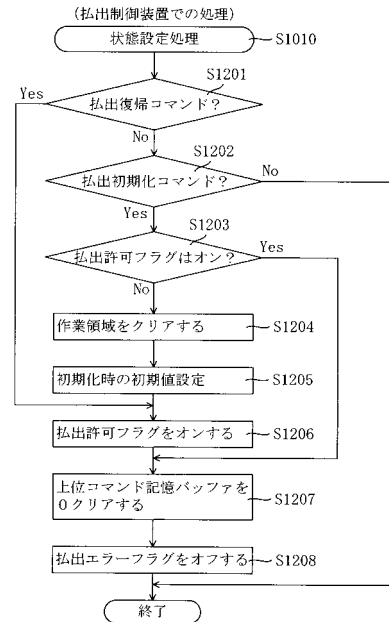 (払出制御装置での処理)
状態設定処理
S1010
S1201
Yes
払出復帰コマンド?
No
S1202
No
払出初期化コマンド?
Yes
S1203
Yes
払出許可フラグはオン?
No
作業領域をクリアする
S1204
初期化時の初期値設定
S1205
払出許可フラグをオンする
S1206
上位コマンド記憶バッファを
0クリアする
S1207
払出エラーフラグをオフする
S1208
終了